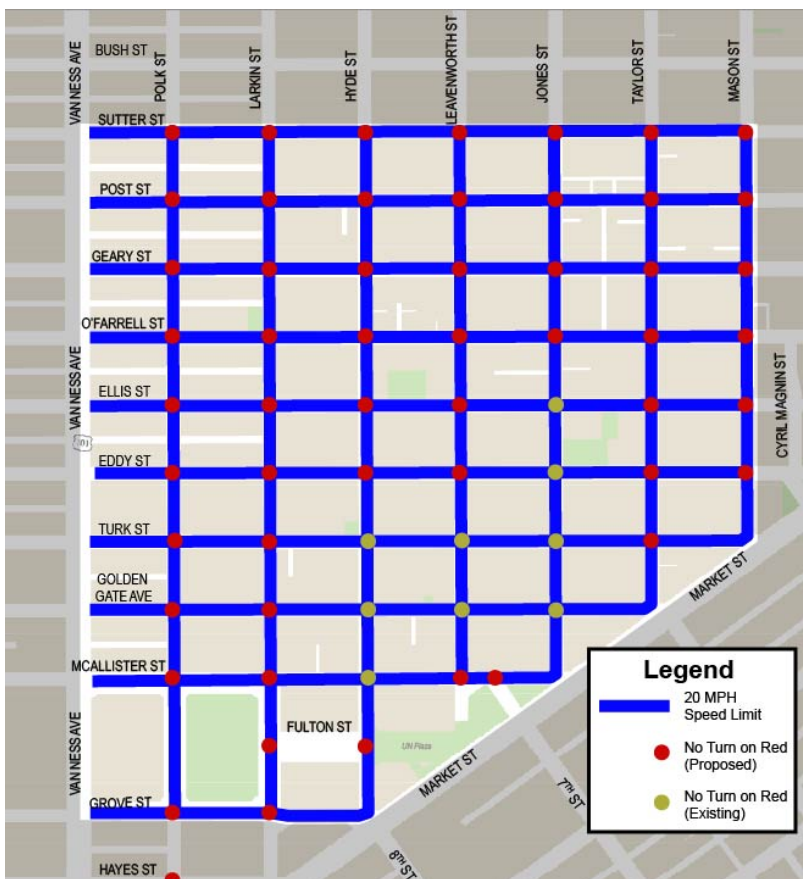 BUSH ST
VAN NESS AVE
POLK ST
LARKIN ST
HYDE ST
LEAVENWORTH ST
JONES ST
TAYLOR ST
MASON ST
SUTTER ST
POST ST
GEARY ST
O'FARRELL ST
VAN NESS AVE
ELLIS ST
CYRIL MAGNIN ST
101
EDDY ST
TURK ST
GOLDEN
GATE AVE
MARKET ST
MCALLISTER ST
FULTON ST
UN Plaza
VAN NESS AVE
MARKET ST
7TH ST
GROVE ST
8TH ST
HAYES ST
Legend
20 MPH
Speed Limit
No Turn on Red
(Proposed)
No Turn on Red
(Existing)